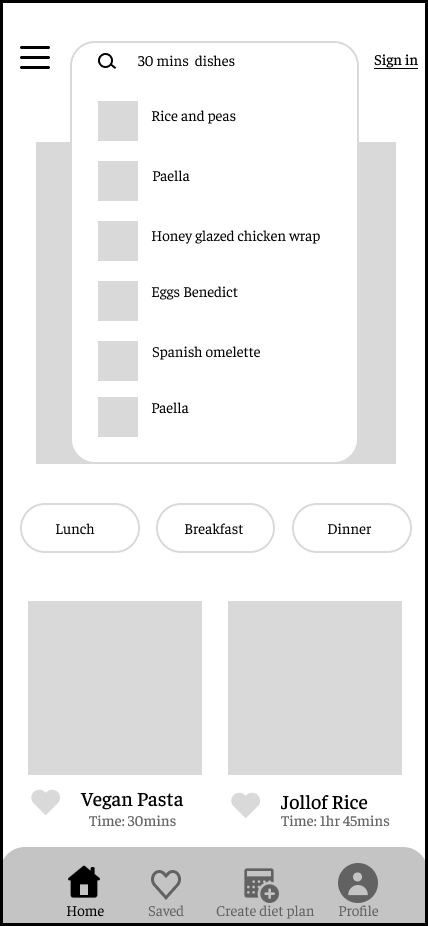 30 mins  dishes
Sign in
Rice and peas
Paella
Honey glazed chicken wrap
Eggs Benedict
Spanish omelette
Paella
Lunch
Breakfast
Dinner
Vegan Pasta
Time: 30mins
Jollof Rice
Time: 1hr 45mins
Home
Saved
Create diet plan
Profile